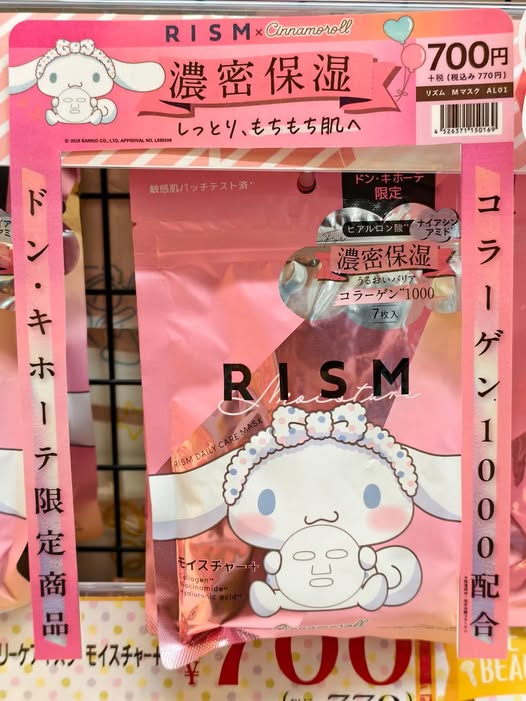 RISM × Cinnamoroll
濃密保湿
しっとり、もちもち肌へ
700円
+税(税込み770円)
リズム Mマスク AL01
4526371150169
ドン・キホーテ限定商品
コラーゲン1000配合
敏感肌パッチテスト済
ドン・キホーテ
限定
ヒアルロン酸
ナイアシン
アミド
濃密保湿
うるおいバリア
コラーゲン 1000
7枚入
RISM
Moisture
RISM DAILY CARE MASK
モイスチャー+
Collagen
Niacinamide
Hyaluronic acid
Cinnamoroll
モイスチャー+
¥700